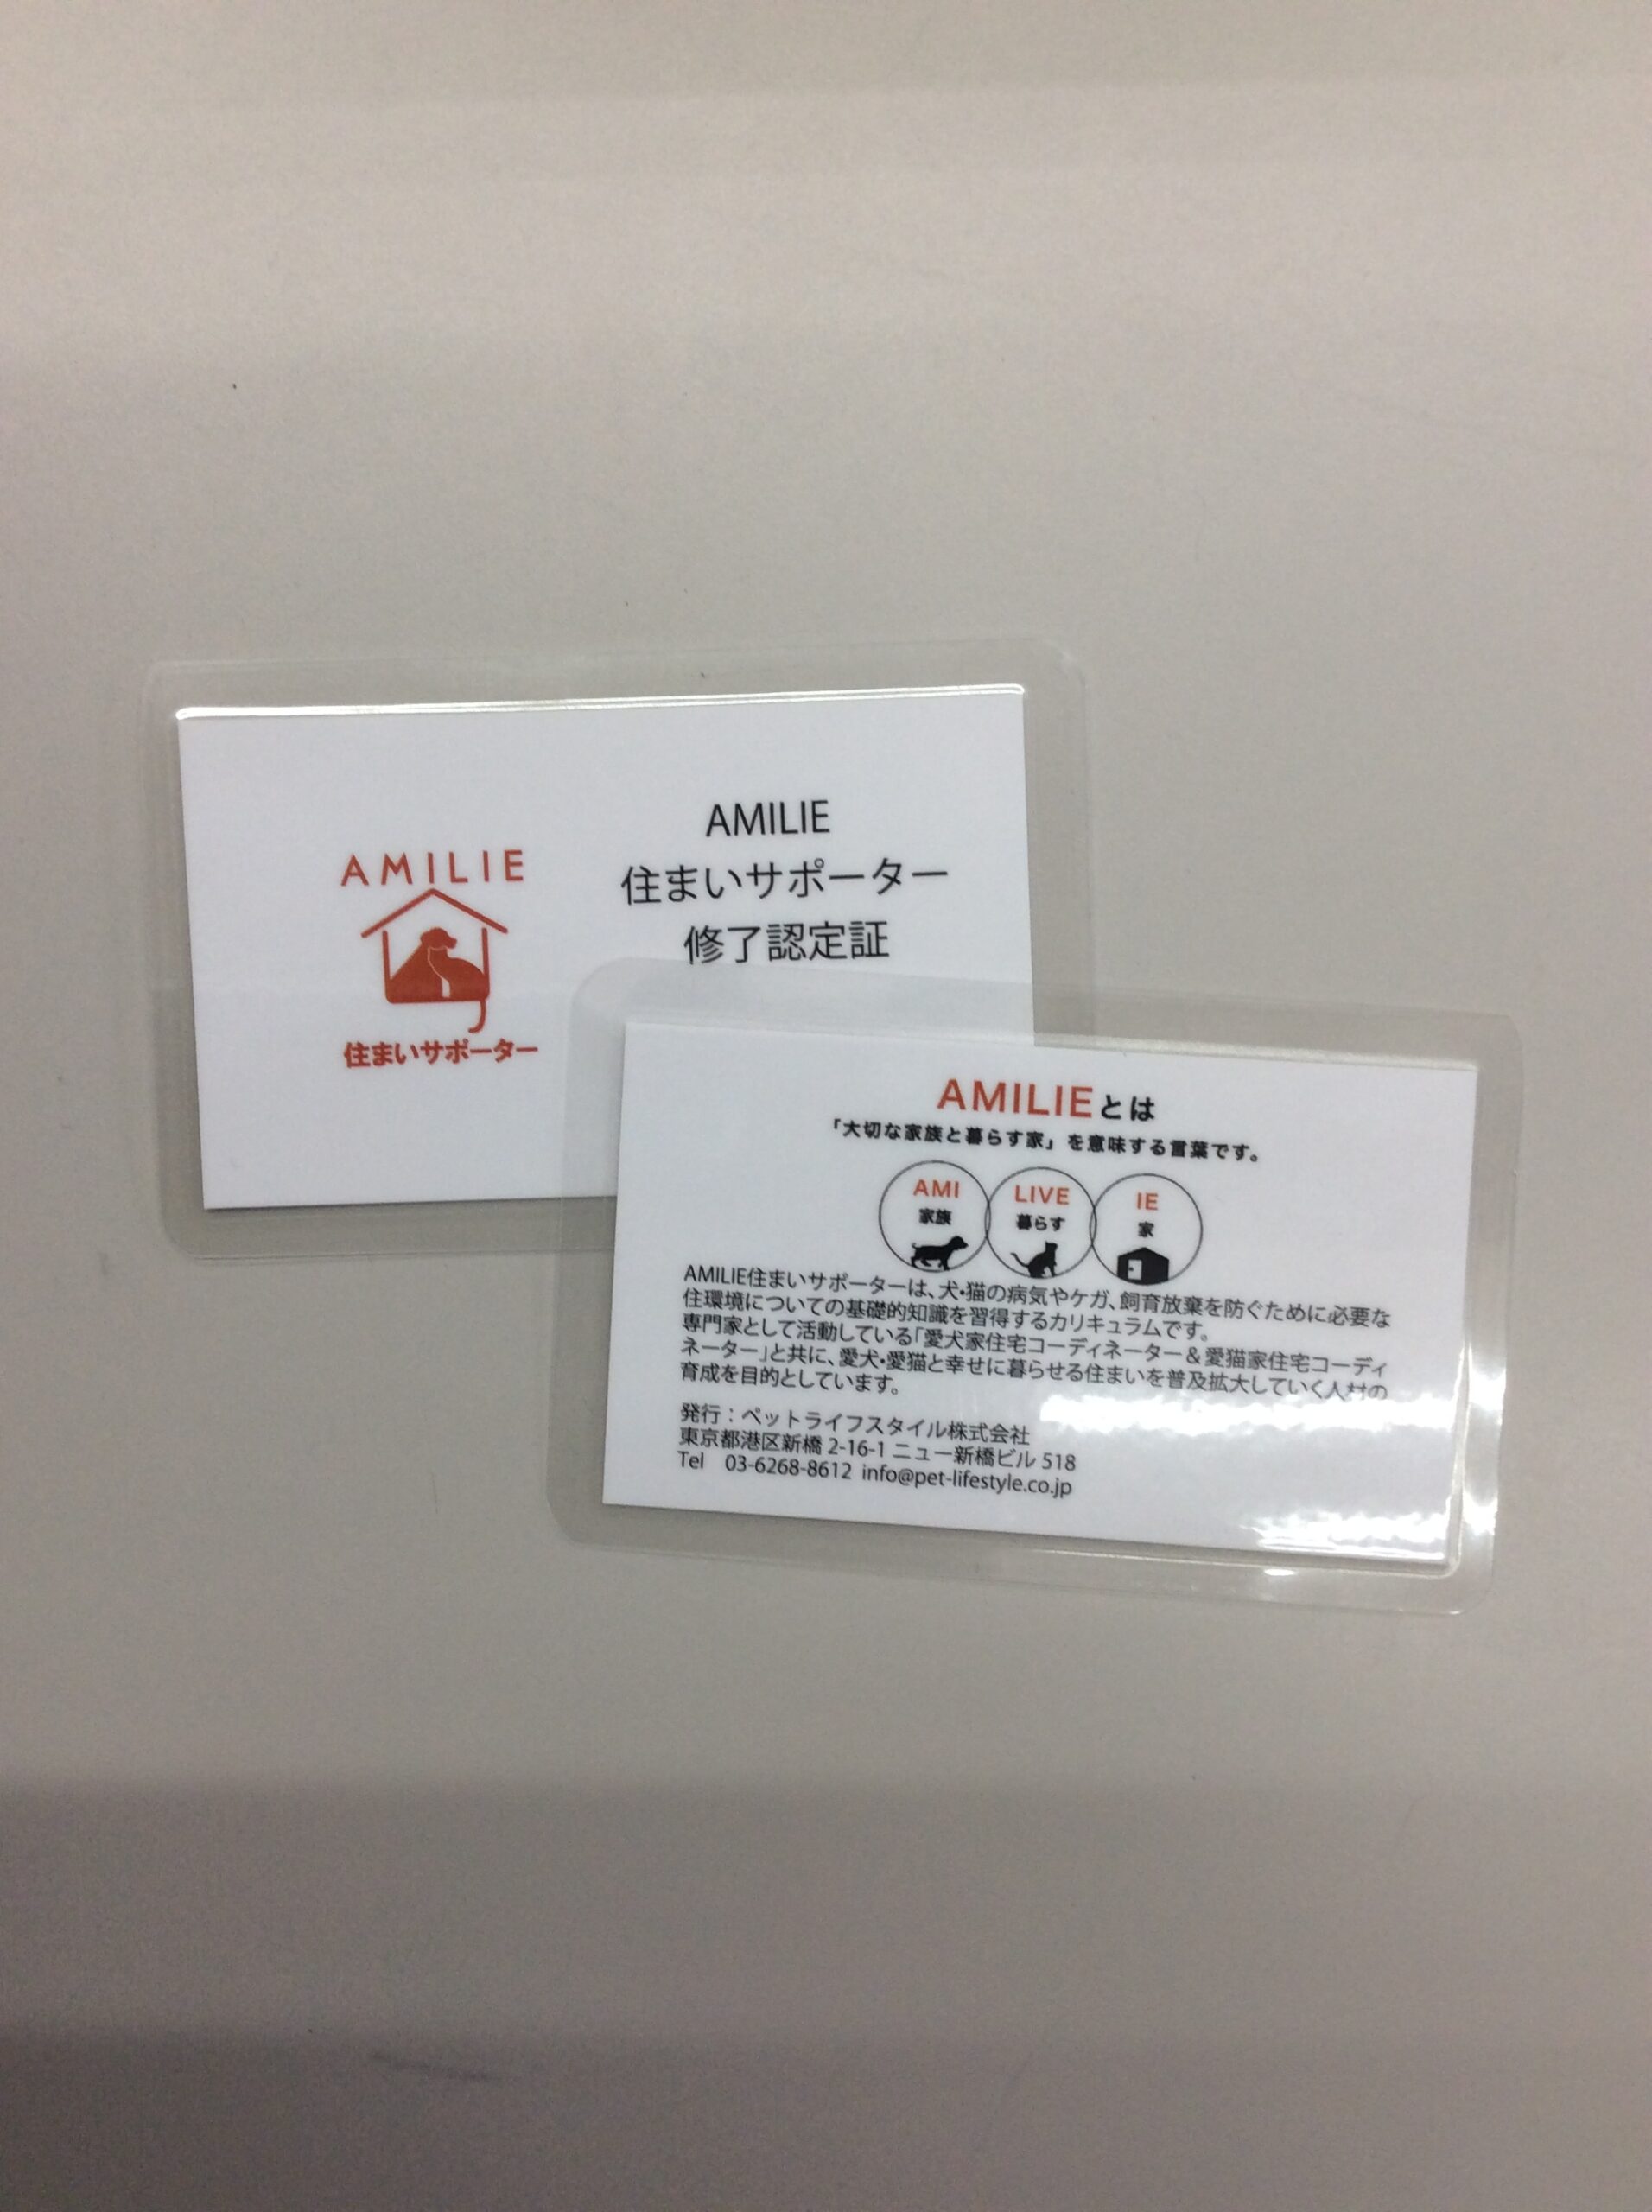 AMILIE
住まいサポーター
AMILIE
住まいサポーター
修了認定証
AMILIEとは
「大切な家族と暮らす家」を意味する言葉です。
AMI
家族
LIVE
暮らす
IE
家
AMILIE住まいサポーターは、犬・猫の病気やケガ、飼育放棄を防ぐために必要な
住環境についての基礎的知識を習得するカリキュラムです。
専門家として活動している「愛犬家住宅コーディネーター＆愛猫家住宅コーディ
ネーター」と共に、愛犬・愛猫と幸せに暮らせる住まいを普及拡大していく人材の
育成を目的としています。
発行：ペットライフスタイル株式会社
東京都港区新橋 2-16-1 ニュー新橋ビル 518
Tel　03-6268-8612 info@pet-lifestyle.co.jp